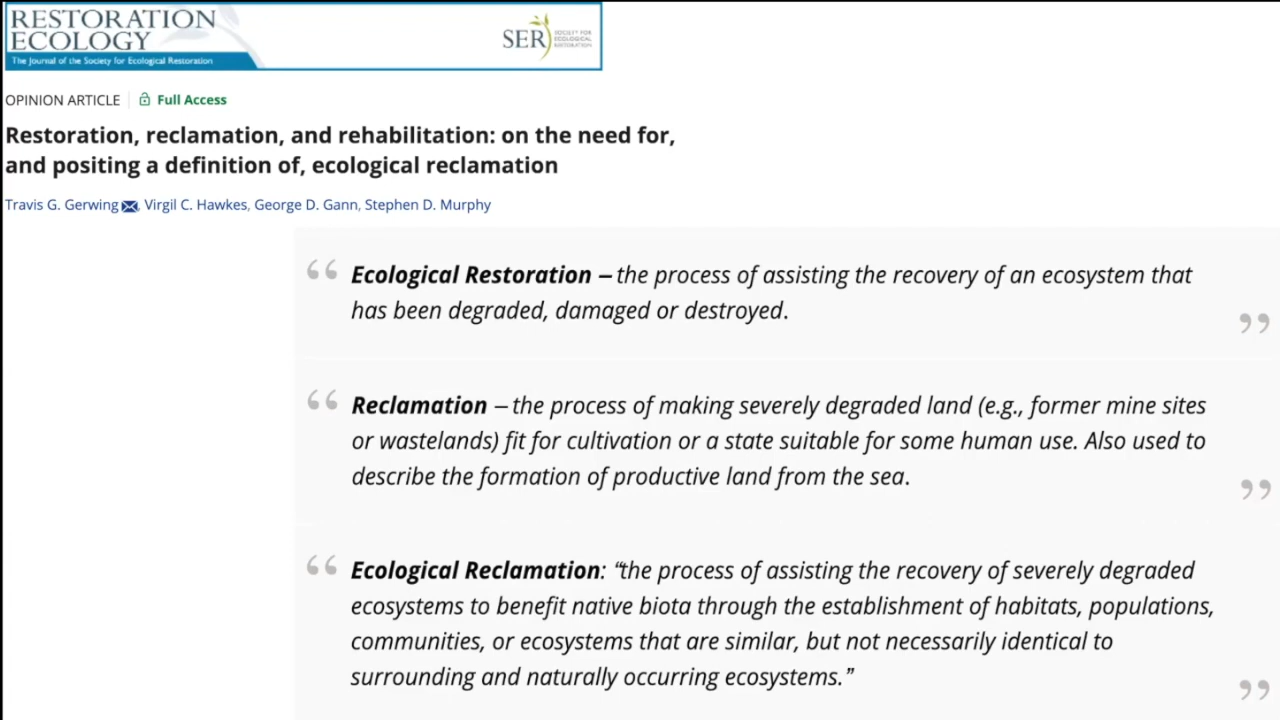 RESTORATION
ECOLOGY
The Journal of the Society for Ecological Restoration
SER
SOCIETY FOR
ECOLOGICAL
RESTORATION
OPINION ARTICLE
Full Access
Restoration, reclamation, and rehabilitation: on the need for,
and positing a definition of, ecological reclamation
Travis G. Gerwing, Virgil C. Hawkes, George D. Gann, Stephen D. Murphy
“ Ecological Restoration – the process of assisting the recovery of an ecosystem that
has been degraded, damaged or destroyed. ”
“ Reclamation – the process of making severely degraded land (e.g., former mine sites
or wastelands) fit for cultivation or a state suitable for some human use. Also used to
describe the formation of productive land from the sea. ”
“ Ecological Reclamation: “the process of assisting the recovery of severely degraded
ecosystems to benefit native biota through the establishment of habitats, populations,
communities, or ecosystems that are similar, but not necessarily identical to
surrounding and naturally occurring ecosystems.” ”